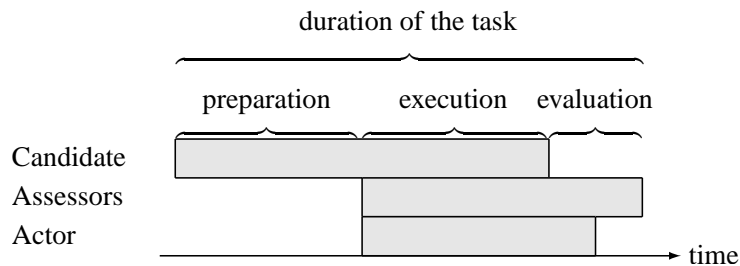 duration of the task
preparation execution evaluation
Candidate
Assessors
Actor
time